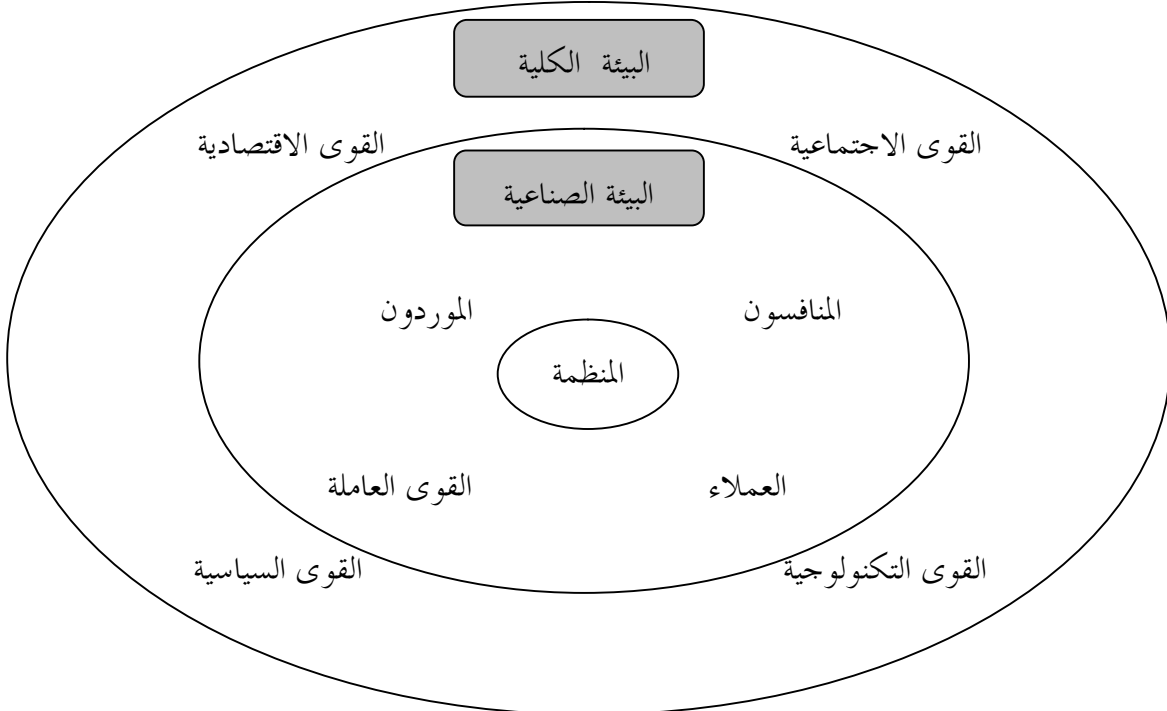 البيئة الكلية
القوى الاجتماعية
القوى الاقتصادية
البيئة الصناعية
المنافسون
الموردون
المنظمة
العملاء
القوى العاملة
القوى التكنولوجية
القوى السياسية